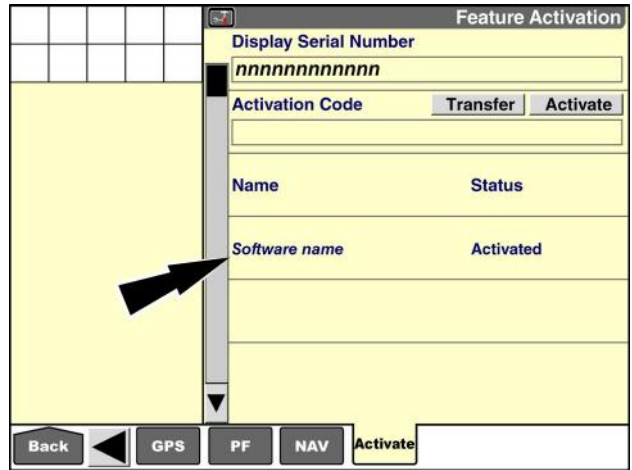 Feature Activation
Display Serial Number
nnnnnnnnnnnn
Activation Code Transfer Activate
Name Status
Software name Activated
Back GPS PF NAV Activate